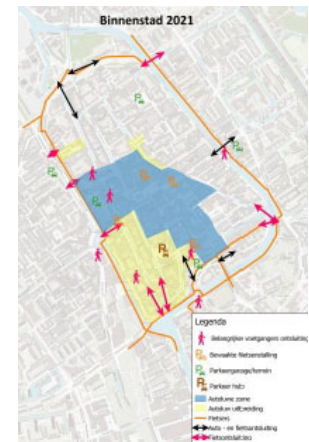 Binnenstad 2021
Legenda
Belangrijke voetgangers ontsluiting
Bewaakte fietsenstalling
Parkeergarage/terrein
Parkeer hub
Autoluwe zone
Autoluw uitbreiding
Fietsers
Auto - en fietsontsluiting
Fietsontsluiting